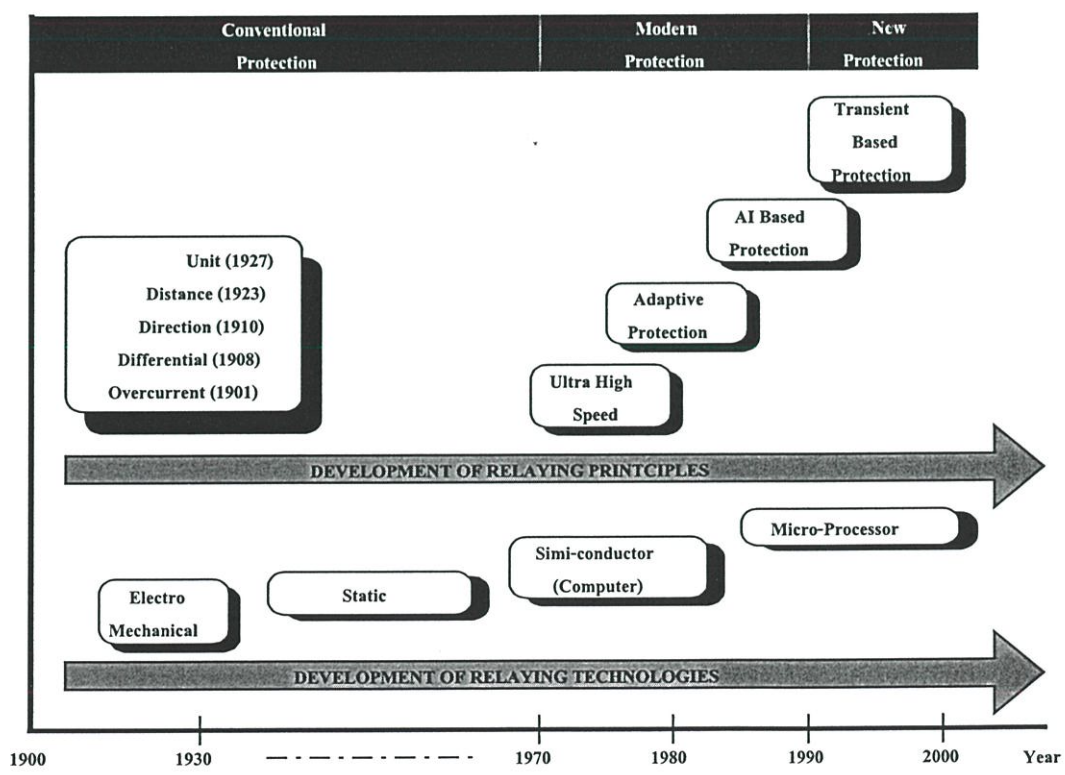 Conventional
Protection
Modern
Protection
New
Protection
Transient
Based
Protection
AI Based
Protection
Unit (1927)
Distance (1923)
Direction (1910)
Differential (1908)
Overcurrent (1901)
Adaptive
Protection
Ultra High
Speed
DEVELOPMENT OF RELAYING PRINTCIPLES
Micro-Processor
Simi-conductor
(Computer)
Static
Electro
Mechanical
DEVELOPMENT OF RELAYING TECHNOLOGIES
1900 1930 1970 1980 1990 2000 Year